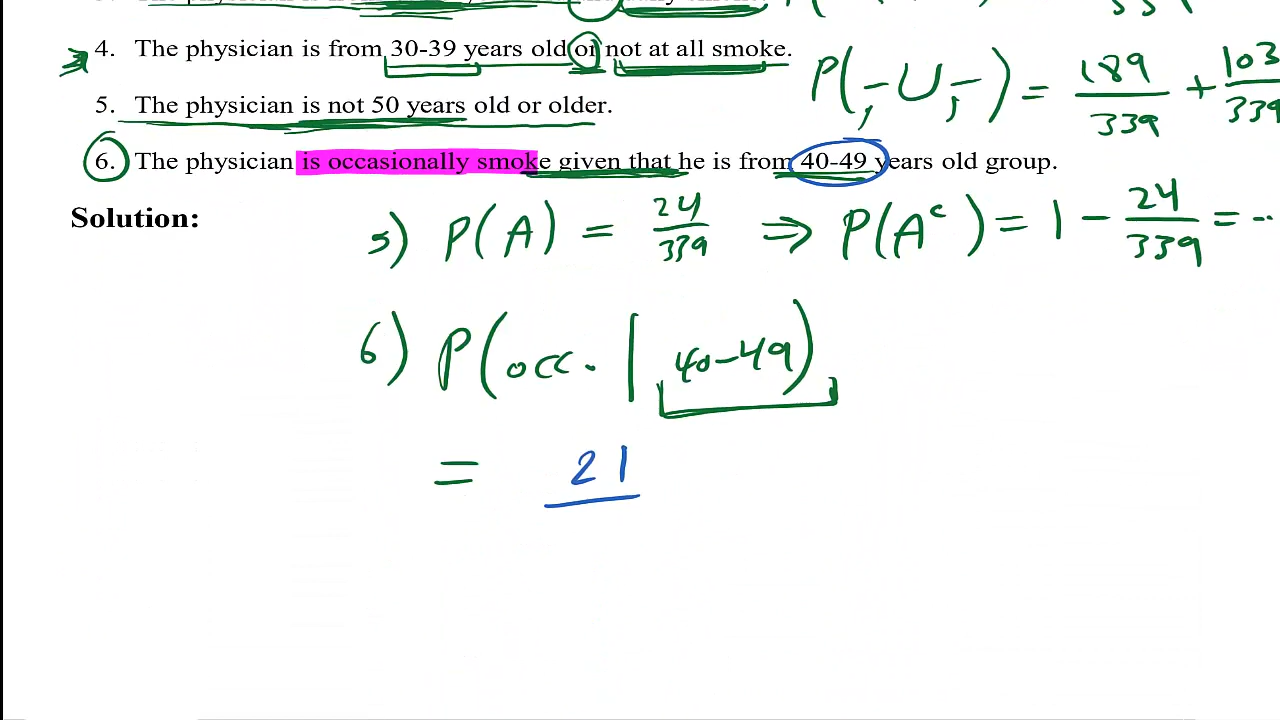 4. The physician is from 30-39 years old or not at all smoke.
P( , - U , - ) = 189/339 + 103/339
5. The physician is not 50 years old or older.
6. The physician is occasionally smoke given that he is from 40-49 years old group.
Solution:
5) P(A) = 24/339 ⇒ P(Aᶜ) = 1 - 24/339 = --
6) P(occ. | 40-49)
= 21